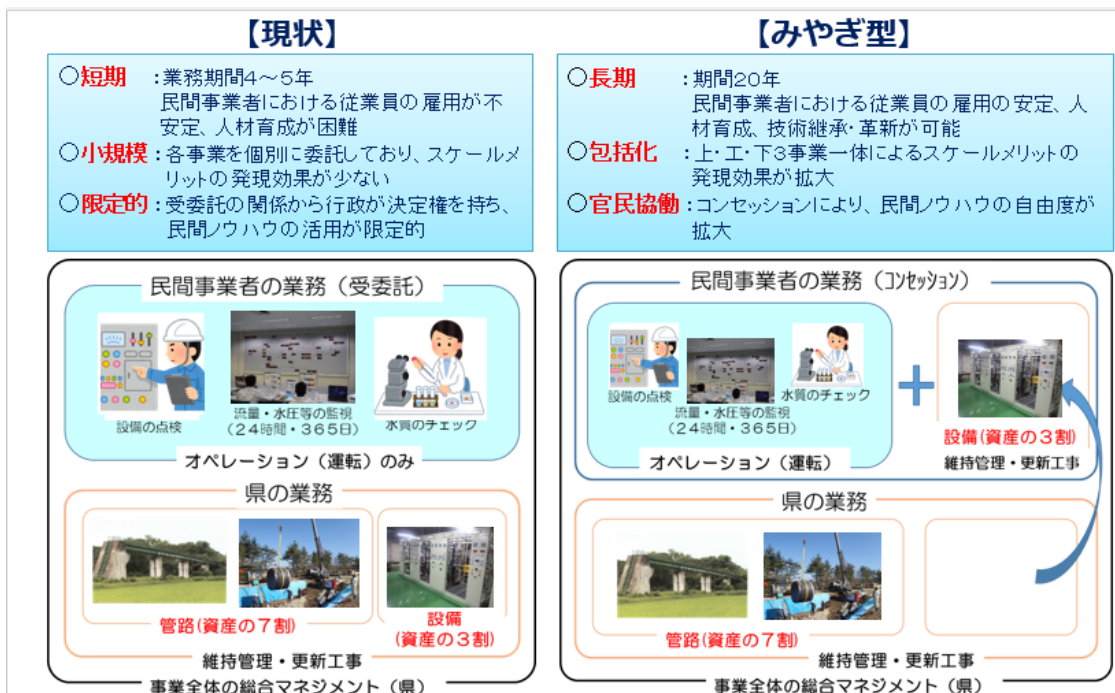 【現状】
○短期　：業務期間4～5年
民間事業者における従業員の雇用が不
安定、人材育成が困難
○小規模：各事業を個別に委託しており、スケールメ
リットの発現効果が少ない
○限定的：受委託の関係から行政が決定権を持ち、
民間ノウハウの活用が限定的
民間事業者の業務（受委託）
設備の点検
流量・水圧等の監視
（24時間・365日）
水質のチェック
オペレーション（運転）のみ
県の業務
管路(資産の7割)
設備
(資産の3割)
維持管理・更新工事
事業全体の総合マネジメント（県）
【みやぎ型】
○長期　：期間20年
民間事業者における従業員の雇用の安定、人
材育成、技術継承・革新が可能
○包括化：上・工・下3事業一体によるスケールメリットの
発現効果が拡大
○官民協働：コンセッションにより、民間ノウハウの自由度が
拡大
民間事業者の業務（コンセッション）
設備の点検
流量・水圧等の監視
（24時間・365日）
水質のチェック
オペレーション（運転）
＋
設備(資産の3割)
維持管理・更新工事
県の業務
管路(資産の7割)
維持管理・更新工事
事業全体の総合マネジメント（県）